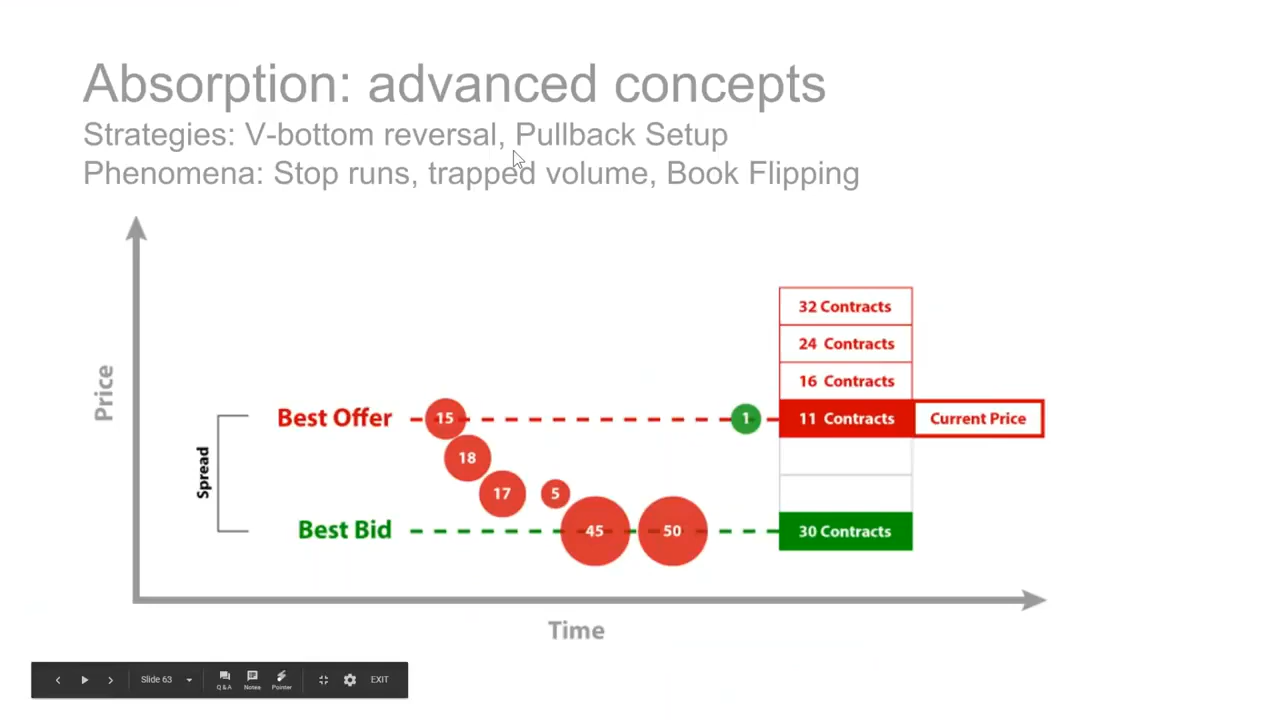 Absorption: advanced concepts
Strategies: V-bottom reversal, Pullback Setup
Phenomena: Stop runs, trapped volume, Book Flipping
Price
32 Contracts
24 Contracts
16 Contracts
Best Offer 15 1 11 Contracts Current Price
Spread
18
17 5
Best Bid 45 50 30 Contracts
Time
Slide 63 Q & A Notes Pointer EXIT